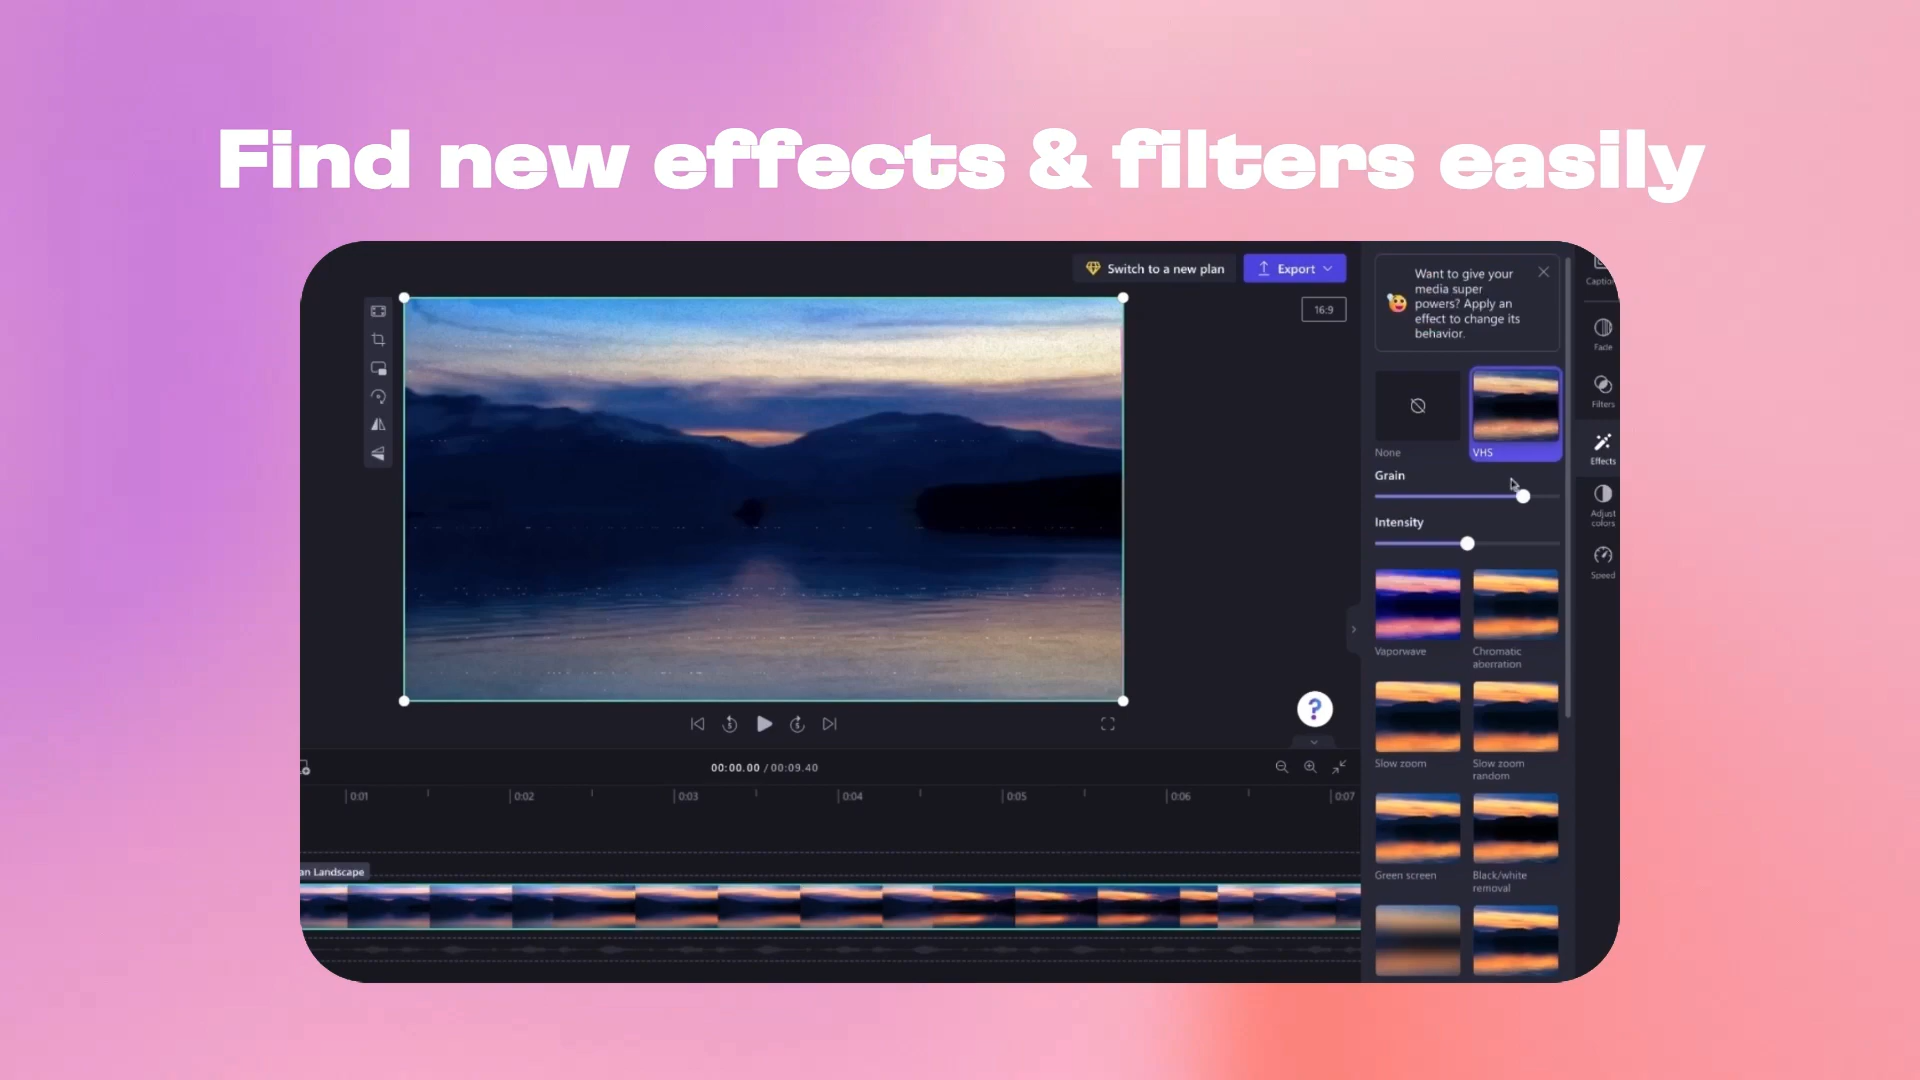 Find new effects & filters easily
Switch to a new plan
Export
16:9
Want to give your
media super
powers? Apply an
effect to change its
behavior.
None
VHS
Grain
Intensity
Vaporwave
Chromatic
aberration
Slow zoom
Slow zoom
random
Green screen
Black/white
removal
Caption
Fade
Filters
Effects
Adjust
colors
Speed
5
5
?
00:00.00 / 00:09.40
0:01
0:02
0:03
0:04
0:05
0:06
0:07
an Landscape